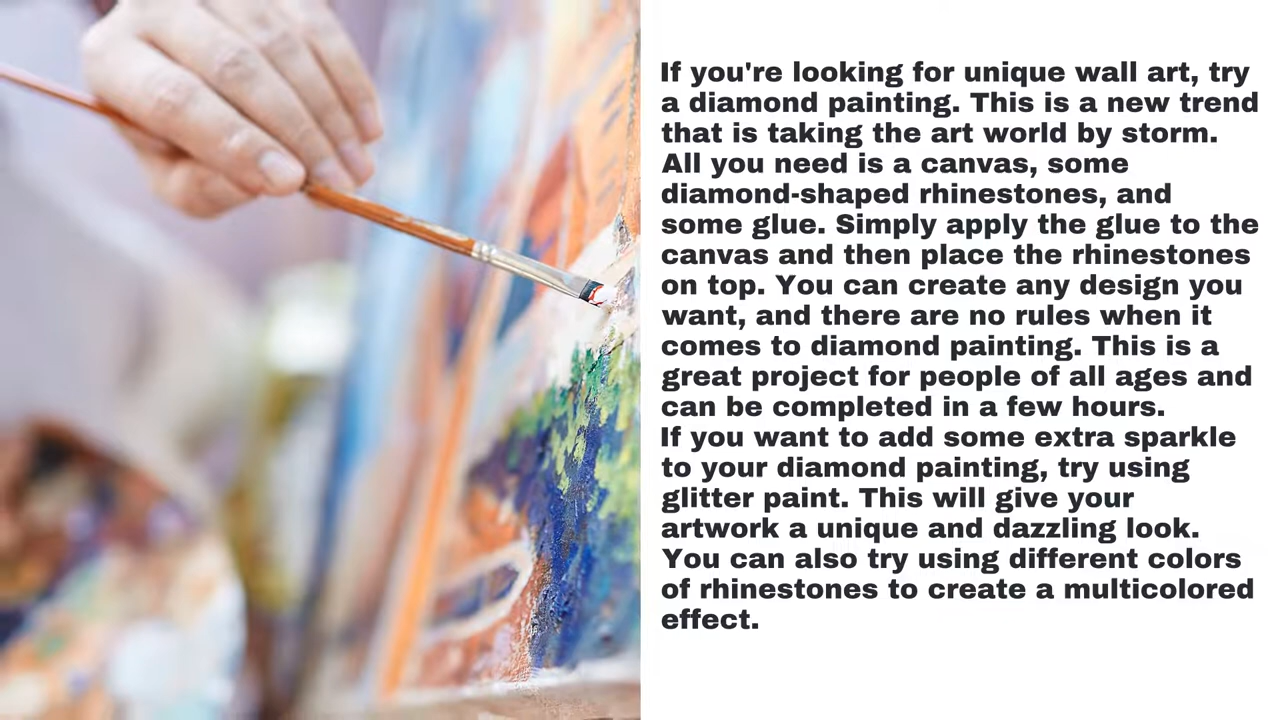 If you're looking for unique wall art, try
a diamond painting. This is a new trend
that is taking the art world by storm.
All you need is a canvas, some
diamond-shaped rhinestones, and
some glue. Simply apply the glue to the
canvas and then place the rhinestones
on top. You can create any design you
want, and there are no rules when it
comes to diamond painting. This is a
great project for people of all ages and
can be completed in a few hours.
If you want to add some extra sparkle
to your diamond painting, try using
glitter paint. This will give your
artwork a unique and dazzling look.
You can also try using different colors
of rhinestones to create a multicolored
effect.